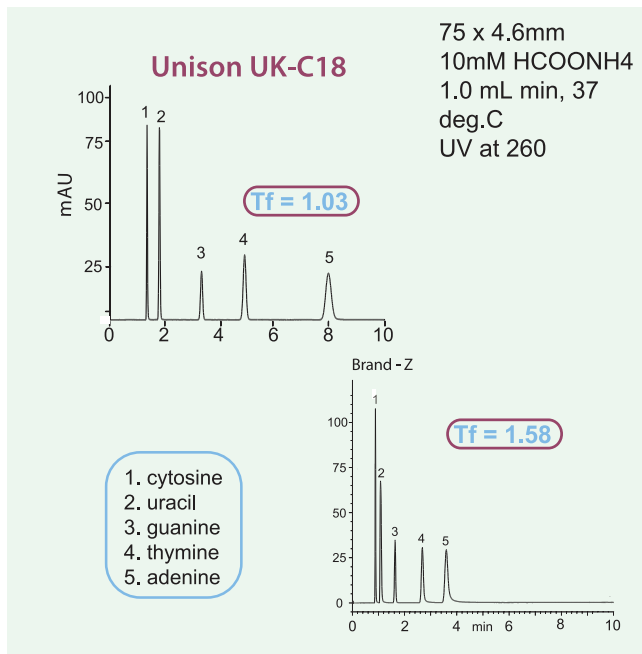 75 x 4.6mm
10mM HCOONH4
1.0 mL min, 37
deg.C
UV at 260
Unison UK-C18
100
75
50
25
0
mAU
1 2
3
4
5
Tf = 1.03
0 2 4 6 8 10
Brand - Z
100
75
50
25
0
1
2
3
4
5
Tf = 1.58
0 2 4 min 6 8 10
1. cytosine
2. uracil
3. guanine
4. thymine
5. adenine